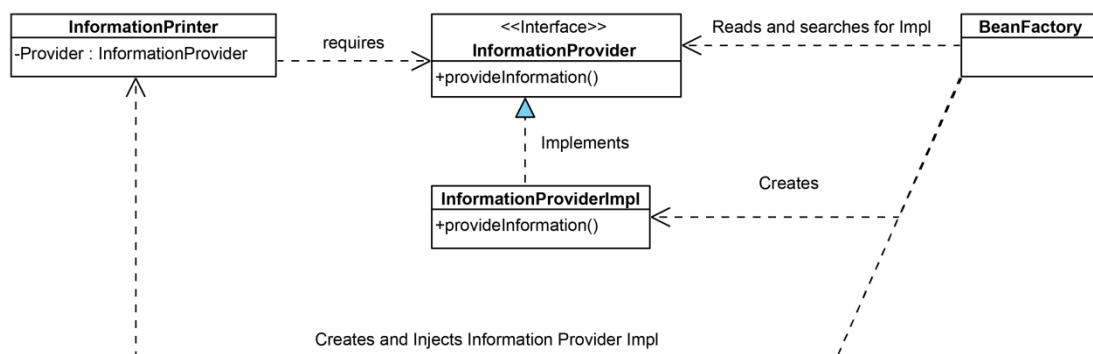 InformationPrinter
-Provider : InformationProvider
requires
<<Interface>>
InformationProvider
+provideInformation()
Reads and searches for Impl
BeanFactory
Implements
InformationProviderImpl
+provideInformation()
Creates
Creates and Injects Information Provider Impl